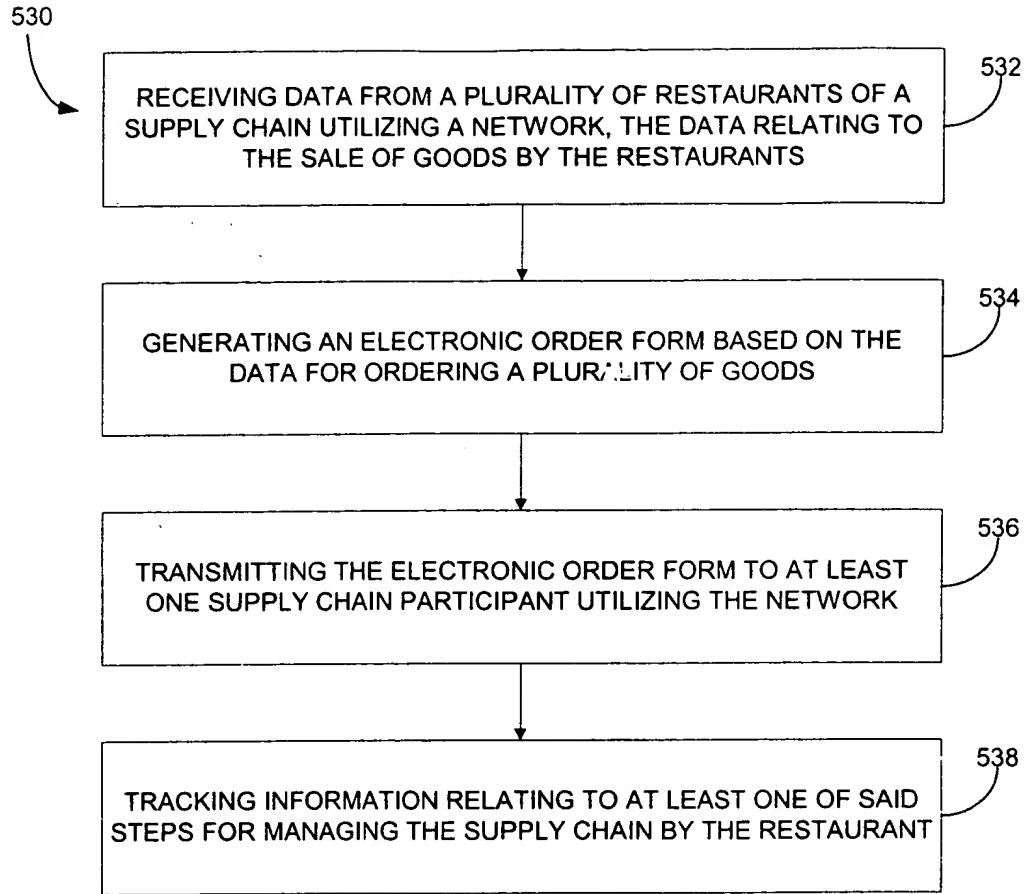 530
532
RECEIVING DATA FROM A PLURALITY OF RESTAURANTS OF A
SUPPLY CHAIN UTILIZING A NETWORK, THE DATA RELATING TO
THE SALE OF GOODS BY THE RESTAURANTS
534
GENERATING AN ELECTRONIC ORDER FORM BASED ON THE
DATA FOR ORDERING A PLURALITY OF GOODS
536
TRANSMITTING THE ELECTRONIC ORDER FORM TO AT LEAST
ONE SUPPLY CHAIN PARTICIPANT UTILIZING THE NETWORK
538
TRACKING INFORMATION RELATING TO AT LEAST ONE OF SAID
STEPS FOR MANAGING THE SUPPLY CHAIN BY THE RESTAURANT